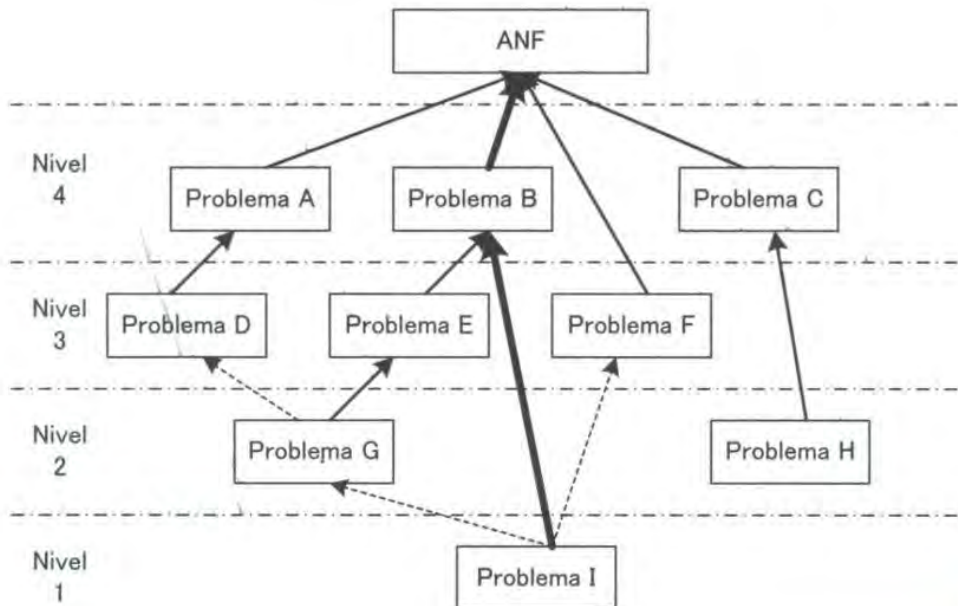 ANF
Nivel
4
Problema A
Problema B
Problema C
Nivel
3
Problema D
Problema E
Problema F
Nivel
2
Problema G
Problema H
Nivel
1
Problema I